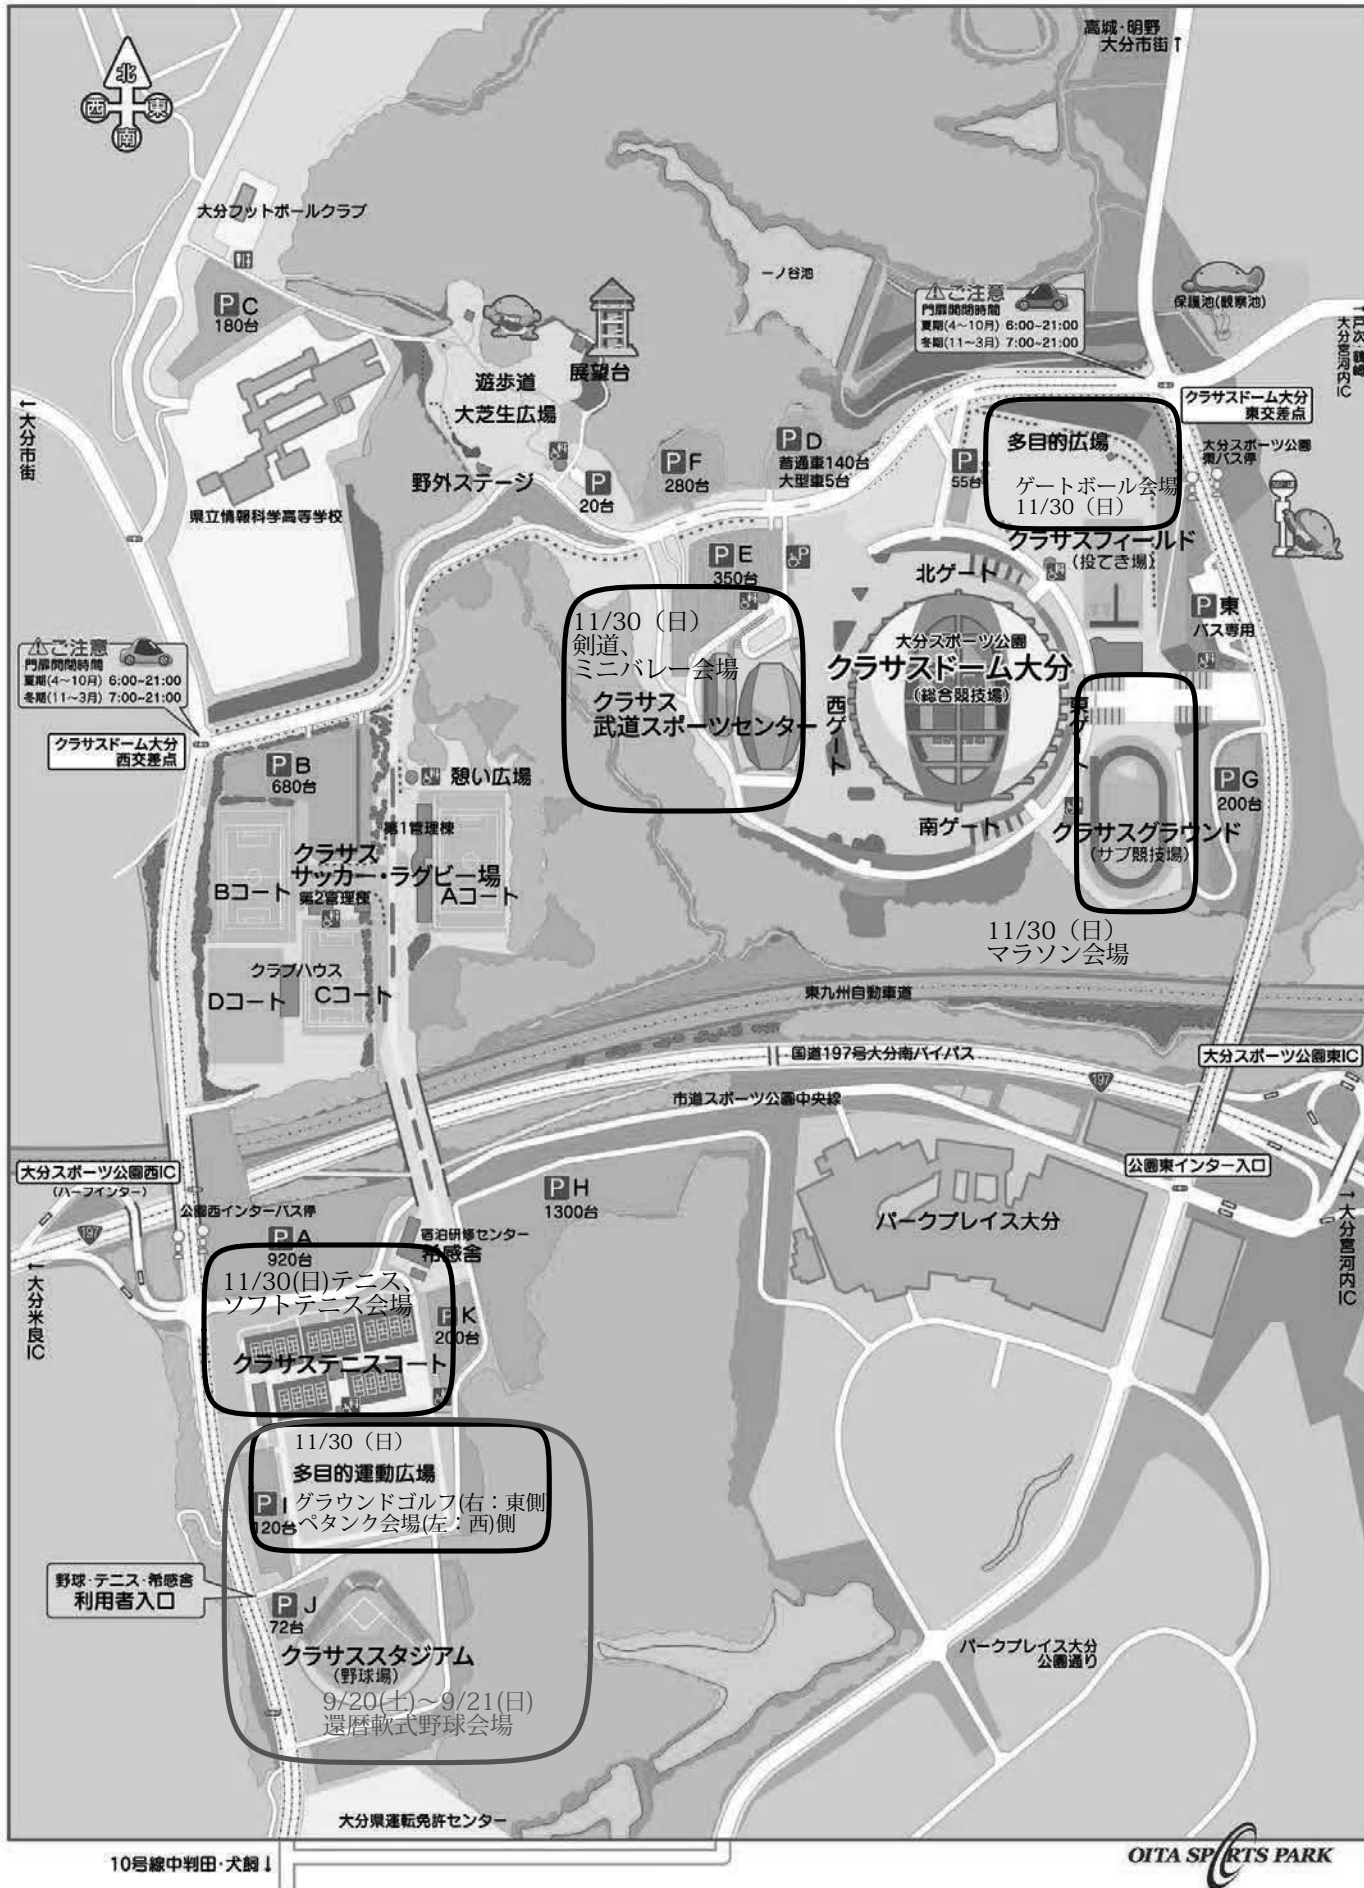 高城・明野
大分市街↑
北
西
東
南
大分フットボールクラブ
P C
180台
一ノ谷池
⚠ご注意
門扉開閉時間
夏期(4~10月) 6:00~21:00
冬期(11~3月) 7:00~21:00
保護池(観察池)
↑戸次・鶴崎
大分宮河内IC
展望台
遊歩道
大芝生広場
クラサスドーム大分
東交差点
←大分市街
野外ステージ
P
20台
P F
280台
P D
普通車140台
大型車5台
P
55台
多目的広場
ゲートボール会場
11/30（日）
大分スポーツ公園
東バス停
県立情報科学高等学校
クラサスフィールド
(投てき場)
P E
350台
P
北ゲート
P 東
バス専用
11/30（日）
剣道、
ミニバレー会場
クラサス
武道スポーツセンター
大分スポーツ公園
クラサスドーム大分
(総合競技場)
西ゲート
東ゲート
南ゲート
⚠ご注意
門扉開閉時間
夏期(4~10月) 6:00~21:00
冬期(11~3月) 7:00~21:00
クラサスドーム大分
西交差点
P B
680台
憩い広場
P G
200台
第1管理棟
クラサス
サッカー・ラグビー場
Bコート
第2管理棟
Aコート
クラサスグラウンド
(サブ競技場)
11/30（日）
マラソン会場
クラブハウス
Dコート
Cコート
東九州自動車道
国道197号大分南バイパス
197
大分スポーツ公園東IC
市道スポーツ公園中央線
大分スポーツ公園西IC
(ハーフインター)
公園東インター入口
P H
1300台
公園西インターバス停
197
パークプレイス大分
↑大分宮河内IC
P A
920台
宿泊研修センター
希感舎
←大分米良IC
11/30(日)テニス、
ソフトテニス会場
P K
200台
クラサステニスコート
11/30（日）
多目的運動広場
P I
120台
グラウンドゴルフ(右：東側
ペタンク会場(左：西)側
野球・テニス・希感舎
利用者入口
P J
72台
クラサススタジアム
(野球場)
9/20(土)～9/21(日)
還暦軟式野球会場
パークプレイス大分
公園通り
大分県運転免許センター
10号線中判田・犬飼↓
OITA SPORTS PARK